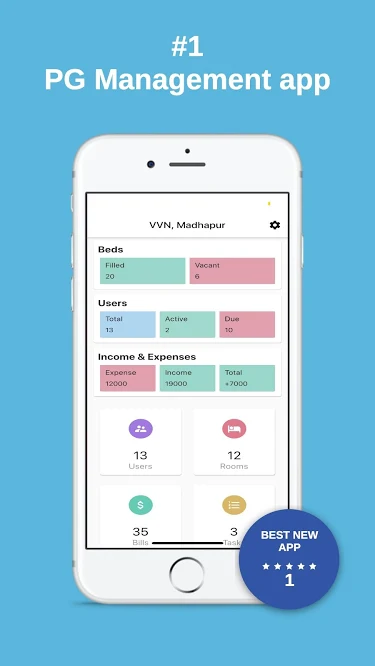 #1
PG Management app
VVN, Madhapur
Beds
Filled
20
Vacant
6
Users
Total
13
Active
2
Due
10
Income & Expenses
Expense
12000
Income
19000
Total
+7000
13
Users
12
Rooms
35
Bills
3
Task
BEST NEW
APP
1